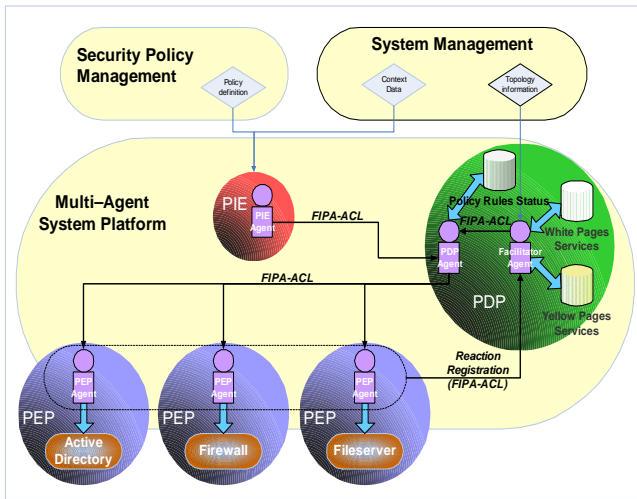 Security Policy
Management
System Management
Policy
definition
Context
Data
Topology
information
Multi–Agent
System Platform
PIE
PIE
Agent
FIPA-ACL
Policy Rules Status
FIPA-ACL
White Pages
Services
PDP
Agent
Facilitator
Agent
PDP
Yellow Pages
Services
FIPA-ACL
Reaction
Registration
(FIPA-ACL)
PEP
Agent
PEP
Active
Directory
PEP
Agent
PEP
Firewall
PEP
Agent
PEP
Fileserver